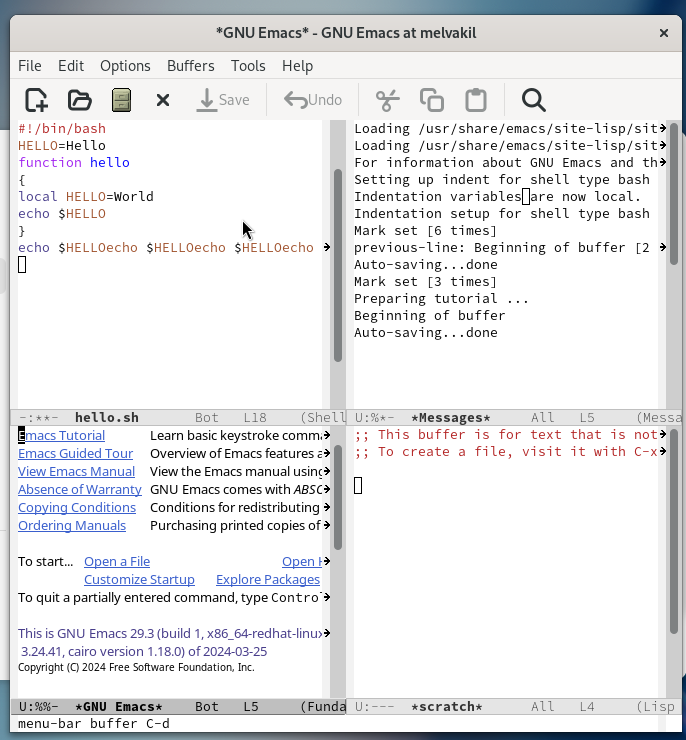 *GNU Emacs* - GNU Emacs at melvakil
File Edit Options Buffers Tools Help
Save Undo
#!/bin/bash
HELLO=Hello
function hello
{
local HELLO=World
echo $HELLO
}
echo $HELLOecho $HELLOecho $HELLOecho
-:**- hello.sh Bot L18 (Shell
Loading /usr/share/emacs/site-lisp/sit
Loading /usr/share/emacs/site-lisp/sit
For information about GNU Emacs and th
Setting up indent for shell type bash
Indentation variables are now local.
Indentation setup for shell type bash
Mark set [6 times]
previous-line: Beginning of buffer [2
Auto-saving...done
Mark set [3 times]
Preparing tutorial ...
Beginning of buffer
Auto-saving...done
U:%*- *Messages* All L5 (Messa
Emacs Tutorial Learn basic keystroke comma
Emacs Guided Tour Overview of Emacs features a
View Emacs Manual View the Emacs manual using
Absence of Warranty GNU Emacs comes with ABSO
Copying Conditions Conditions for redistributing
Ordering Manuals Purchasing printed copies of
To start... Open a File Open H
Customize Startup Explore Packages
To quit a partially entered command, type Control
This is GNU Emacs 29.3 (build 1, x86_64-redhat-linux
3.24.41, cairo version 1.18.0) of 2024-03-25
Copyright (C) 2024 Free Software Foundation, Inc.
U:%%- *GNU Emacs* Bot L5 (Funda
;; This buffer is for text that is not
;; To create a file, visit it with C-x
U:--- *scratch* All L4 (Lisp
menu-bar buffer C-d